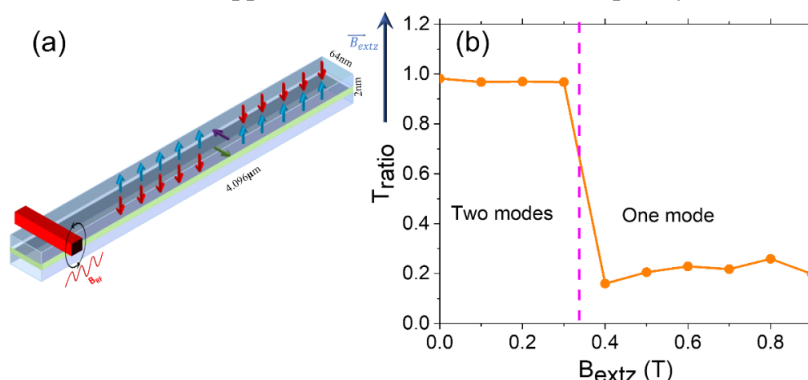 (a)
B_extz
64nm
2nm
4.096μm
B_RF
(b)
T_ratio
1.2
1.0
0.8
0.6
0.4
0.2
0.0
Two modes
One mode
0.0 0.2 0.4 0.6 0.8
B_extz (T)